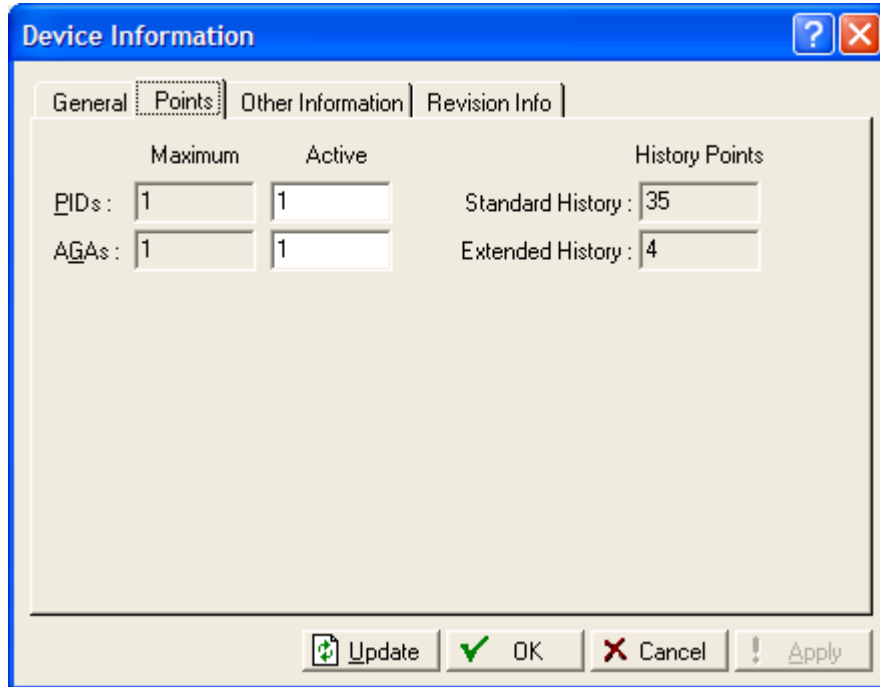 Device Information
General Points Other Information Revision Info
Maximum Active History Points
PIDs : 1 1 Standard History : 35
AGAs : 1 1 Extended History : 4
Update OK Cancel Apply